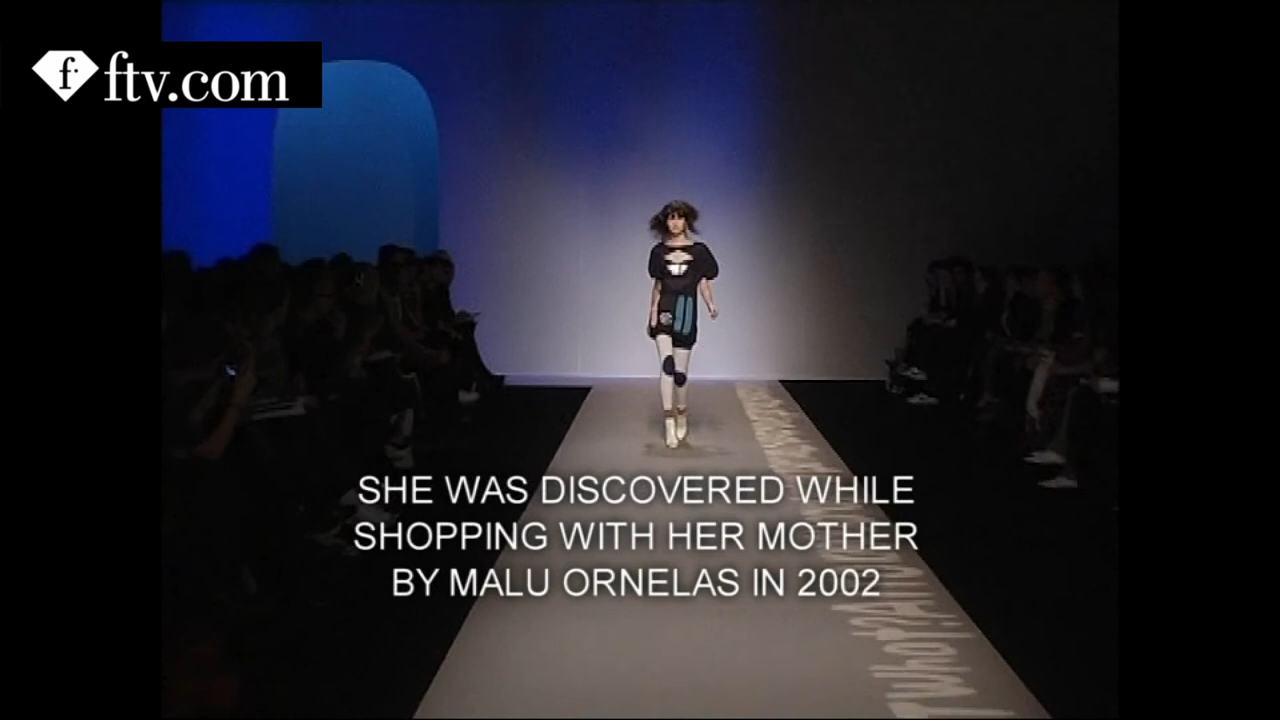 f
ftv.com
SHE WAS DISCOVERED WHILE
SHOPPING WITH HER MOTHER
BY MALU ORNELAS IN 2002